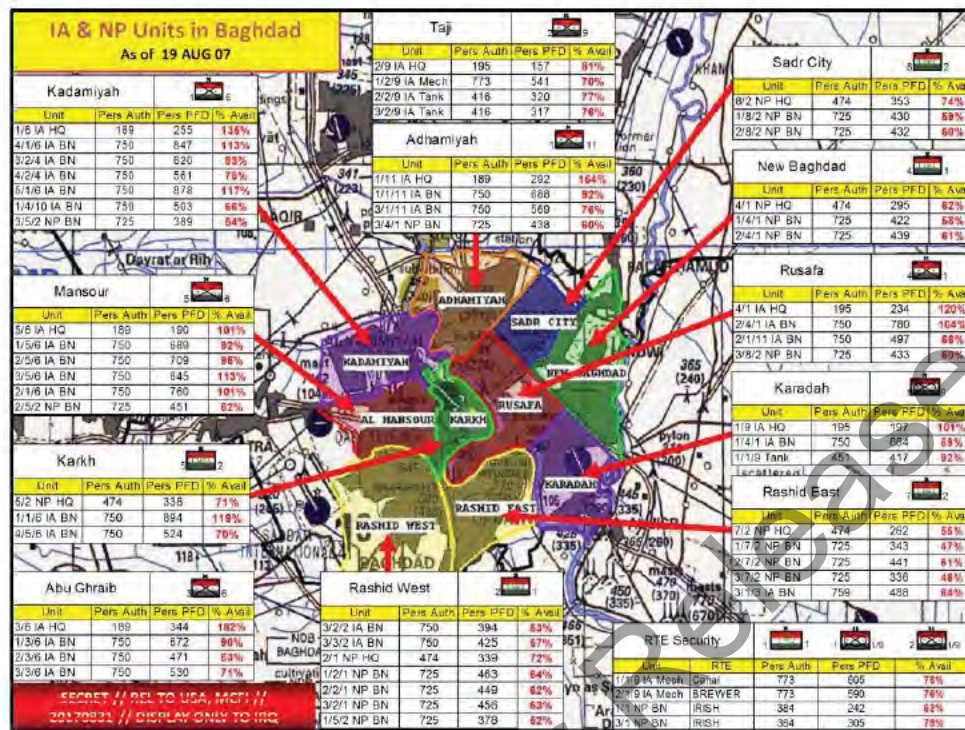 IA & NP Units in Baghdad
As of 19 AUG 07
Kadamiyah
Unit Pers Auth Pers PFD % Avail
1/6 IA HQ 189 255 135%
4/1/6 IA BN 750 847 113%
3/2/4 IA BN 750 620 83%
4/2/4 IA BN 750 561 75%
5/1/6 IA BN 750 878 117%
1/4/10 IA BN 750 503 66%
3/5/2 NP BN 725 389 54%
Mansour
Unit Pers Auth Pers PFD % Avail
5/6 IA HQ 189 190 101%
1/5/6 IA BN 750 689 92%
2/5/6 IA BN 750 709 95%
3/5/6 IA BN 750 845 113%
2/1/6 IA BN 750 760 101%
2/5/2 NP BN 725 451 62%
Karkh
Unit Pers Auth Pers PFD % Avail
5/2 NP HQ 474 338 71%
1/1/6 IA BN 750 894 119%
4/5/6 IA BN 750 524 70%
Abu Ghraib
Unit Pers Auth Pers PFD % Avail
3/6 IA HQ 189 344 182%
1/3/6 IA BN 750 672 90%
2/3/6 IA BN 750 471 63%
3/3/6 IA BN 750 530 71%
SECRET // REL TO USA, MCFI //
20170831 // DISPLAY ONLY TO IRQ
Taji
Unit Pers Auth Pers PFD % Avail
2/9 IA HQ 195 157 81%
1/2/9 IA Mech 773 541 70%
2/2/9 IA Tank 416 320 77%
3/2/9 IA Tank 416 317 76%
Adhamiyah
Unit Pers Auth Pers PFD % Avail
1/11 IA HQ 189 292 154%
1/1/11 IA BN 750 688 92%
3/1/11 IA BN 750 569 76%
3/4/1 NP BN 725 438 60%
station
Dayrat ar Rih
ADHAMIYAH
SADR CITY
KADAMIYAH
NEW BAGHDAD
RUSAFA
AL MANSOUR
KARKH
KARADAH
RASHID EAST
RASHID WEST
BAGHDAD
Rashid West
Unit Pers Auth Pers PFD % Avail
3/2/2 IA BN 750 394 53%
3/3/2 IA BN 750 425 57%
2/1 NP HQ 474 339 72%
1/2/1 NP BN 725 463 64%
2/2/1 NP BN 725 449 62%
3/2/1 NP BN 725 456 63%
1/5/2 NP BN 725 378 52%
Sadr City
Unit Pers Auth Pers PFD % Avail
8/2 NP HQ 474 353 74%
1/8/2 NP BN 725 430 59%
2/8/2 NP BN 725 432 60%
New Baghdad
Unit Pers Auth Pers PFD % Avail
4/1 NP HQ 474 295 62%
1/4/1 NP BN 725 422 58%
2/4/1 NP BN 725 439 61%
Rusafa
Unit Pers Auth Pers PFD % Avail
4/1 IA HQ 195 234 120%
2/4/1 IA BN 750 780 104%
2/1/11 IA BN 750 497 66%
3/8/2 NP BN 725 433 60%
Karadah
Unit Pers Auth Pers PFD % Avail
1/9 IA HQ 195 197 101%
1/4/1 IA BN 750 664 89%
1/1/9 Tank 451 417 92%
Rashid East
Unit Pers Auth Pers PFD % Avail
7/2 NP HQ 474 262 55%
1/7/2 NP BN 725 343 47%
2/7/2 NP BN 725 441 61%
3/7/2 NP BN 725 336 46%
3/1/3 IA BN 759 488 64%
RTE Security
Unit RTE Pers Auth Pers PFD % Avail
1/1/9 IA Mech Canal 773 605 78%
2/1/9 IA Mech BREWER 773 590 76%
1/1 NP BN IRISH 384 242 62%
3/1 NP BN IRISH 384 305 79%
Release